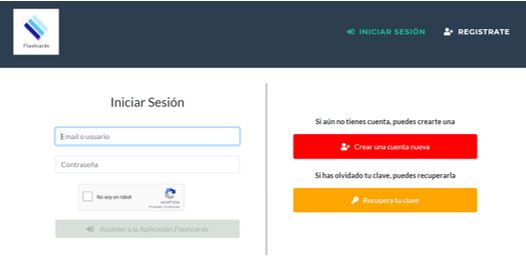 Flashcards
INICIAR SESIÓN
REGISTRATE
Iniciar Sesión
Email o usuario
Contraseña
No soy un robot
reCAPTCHA
Acceder a la Aplicación Flashcards
Si aún no tienes cuenta, puedes crearte una
Crear una cuenta nueva
Si has olvidado tu clave, puedes recuperarla
Recupera tu clave